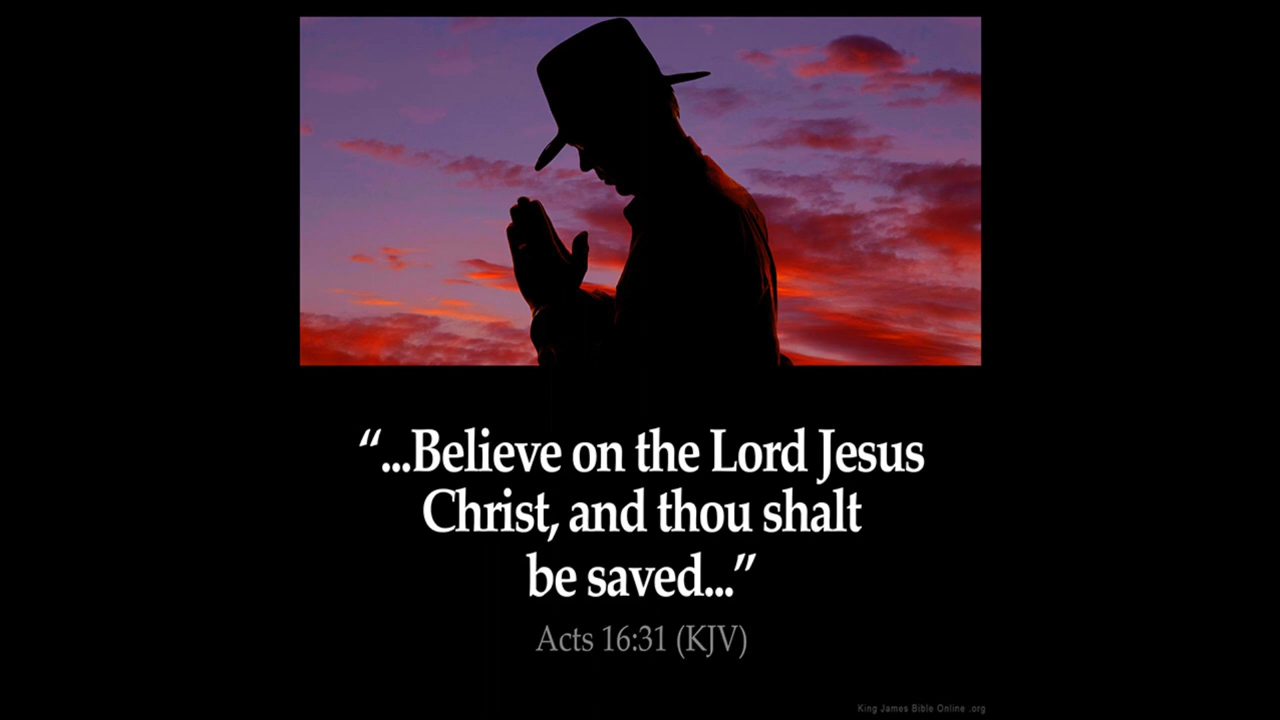 “...Believe on the Lord Jesus
Christ, and thou shalt
be saved...”
Acts 16:31 (KJV)
King James Bible Online .org